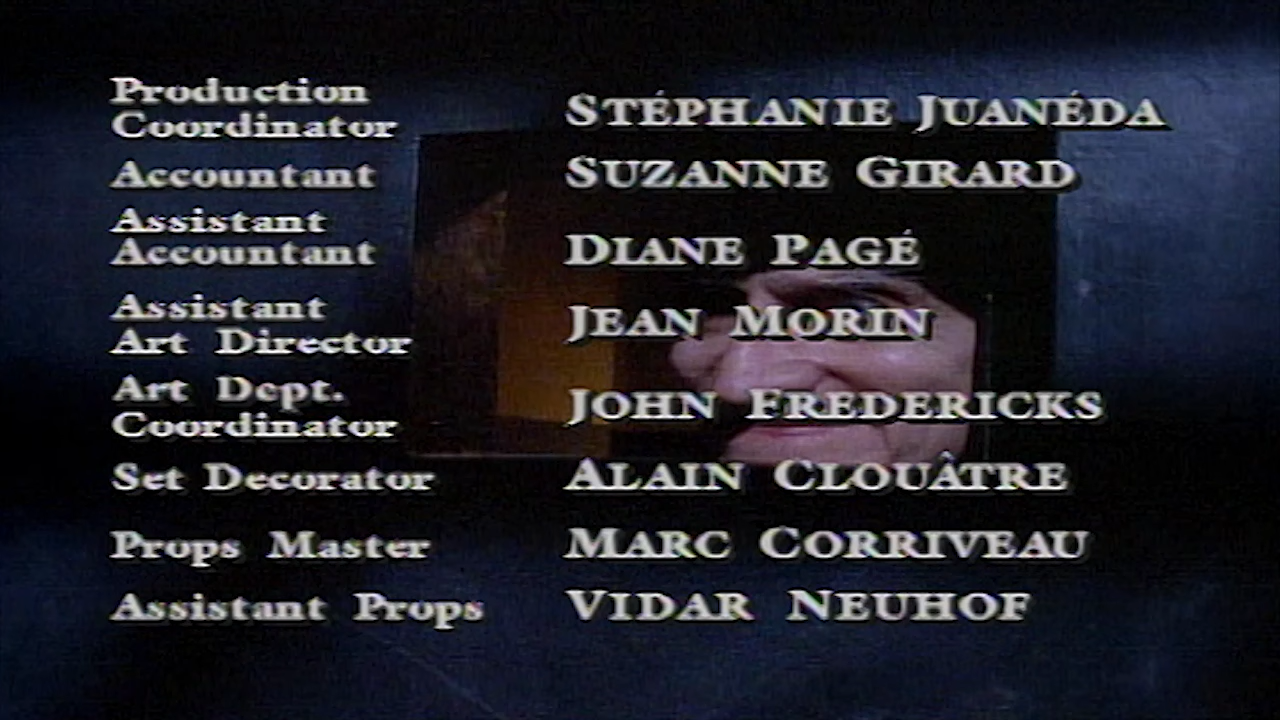 Production
Coordinator STÉPHANIE JUANÉDA
Accountant SUZANNE GIRARD
Assistant
Accountant DIANE PAGÉ
Assistant
Art Director JEAN MORIN
Art Dept.
Coordinator JOHN FREDERICKS
Set Decorator ALAIN CLOUÂTRE
Props Master MARC CORRIVEAU
Assistant Props VIDAR NEUHOF